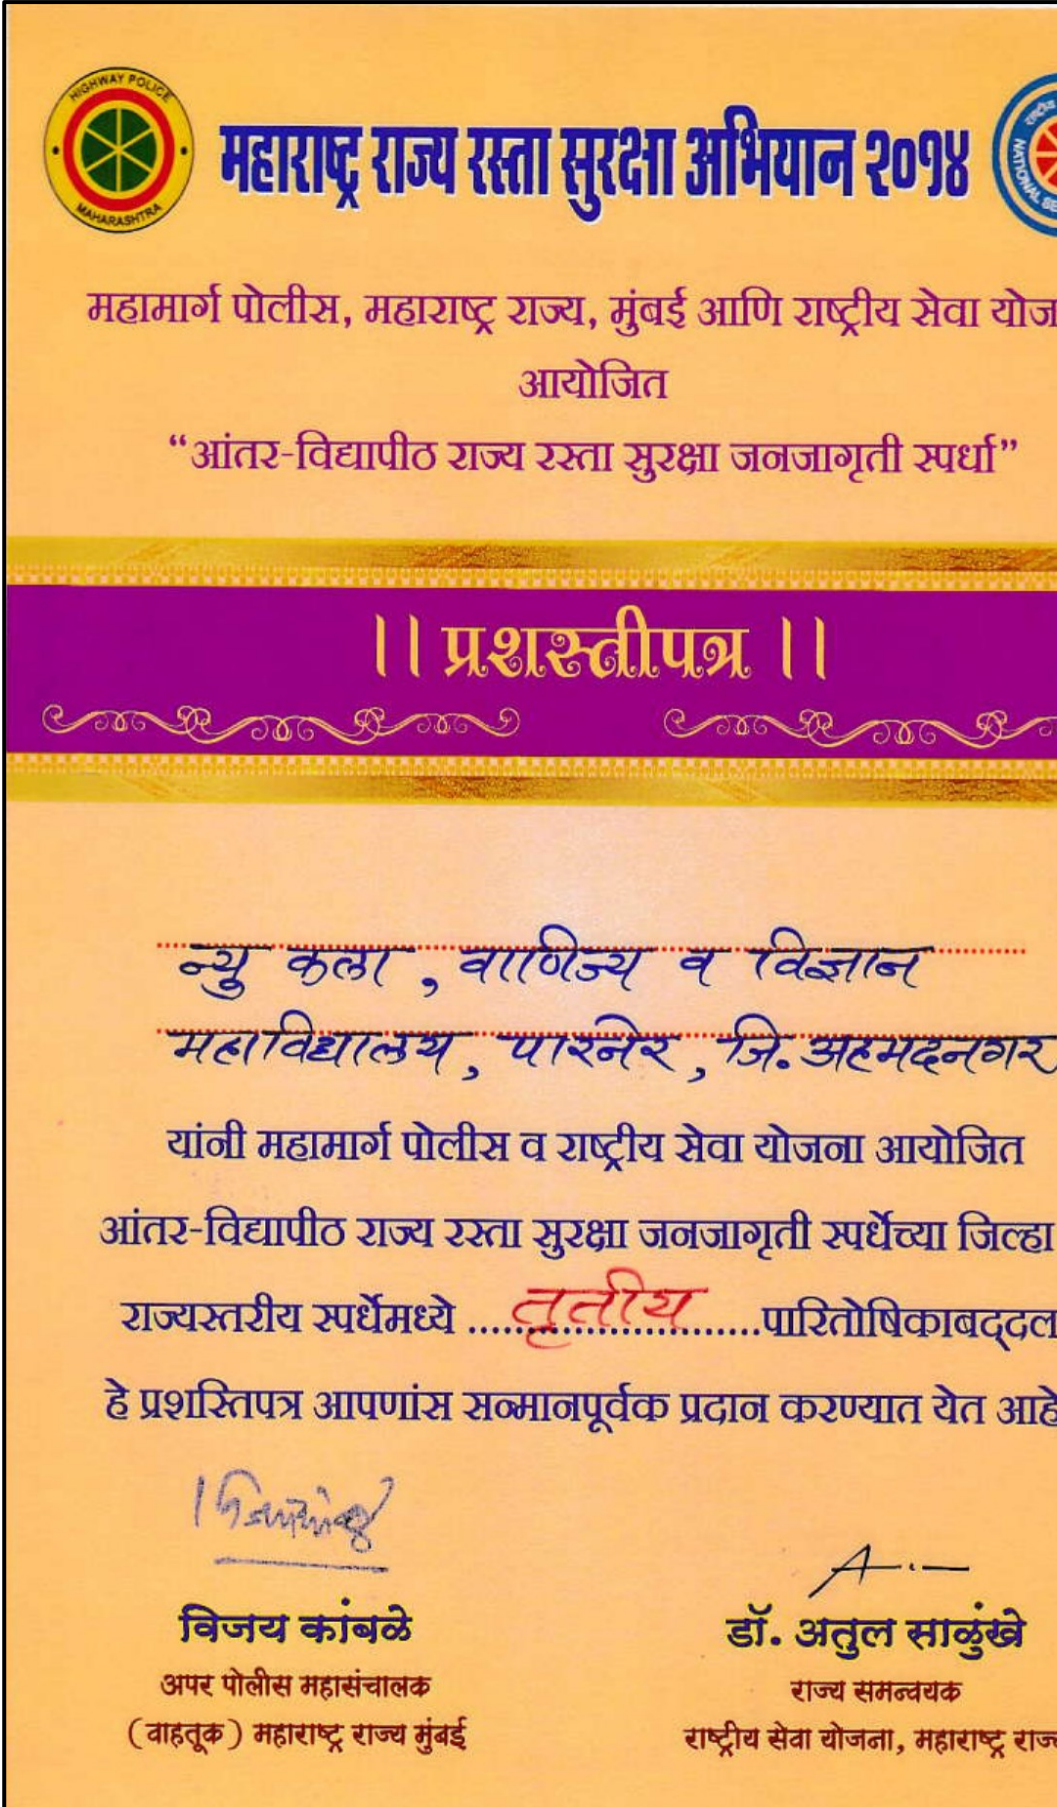 HIGHWAY POLICE
MAHARASHTRA
महाराष्ट्र राज्य रस्ता सुरक्षा अभियान २०१४
राष्ट्रीय
NATIONAL SE
महामार्ग पोलीस, महाराष्ट्र राज्य, मुंबई आणि राष्ट्रीय सेवा योज
आयोजित
“आंतर-विद्यापीठ राज्य रस्ता सुरक्षा जनजागृती स्पर्धा”
|| प्रशस्तीपत्र ||
न्यु कला, वाणिज्य व विज्ञान
महाविद्यालय, पारनेर, जि. अहमदनगर
यांनी महामार्ग पोलीस व राष्ट्रीय सेवा योजना आयोजित
आंतर-विद्यापीठ राज्य रस्ता सुरक्षा जनजागृती स्पर्धेच्या जिल्हा
राज्यस्तरीय स्पर्धेमध्ये .....तृतीय.....पारितोषिकाबद्दल
हे प्रशस्तिपत्र आपणांस सन्मानपूर्वक प्रदान करण्यात येत आहे
विजय कांबळे
अपर पोलीस महासंचालक
(वाहतूक) महाराष्ट्र राज्य मुंबई
डॉ. अतुल साळुंखे
राज्य समन्वयक
राष्ट्रीय सेवा योजना, महाराष्ट्र राज्य